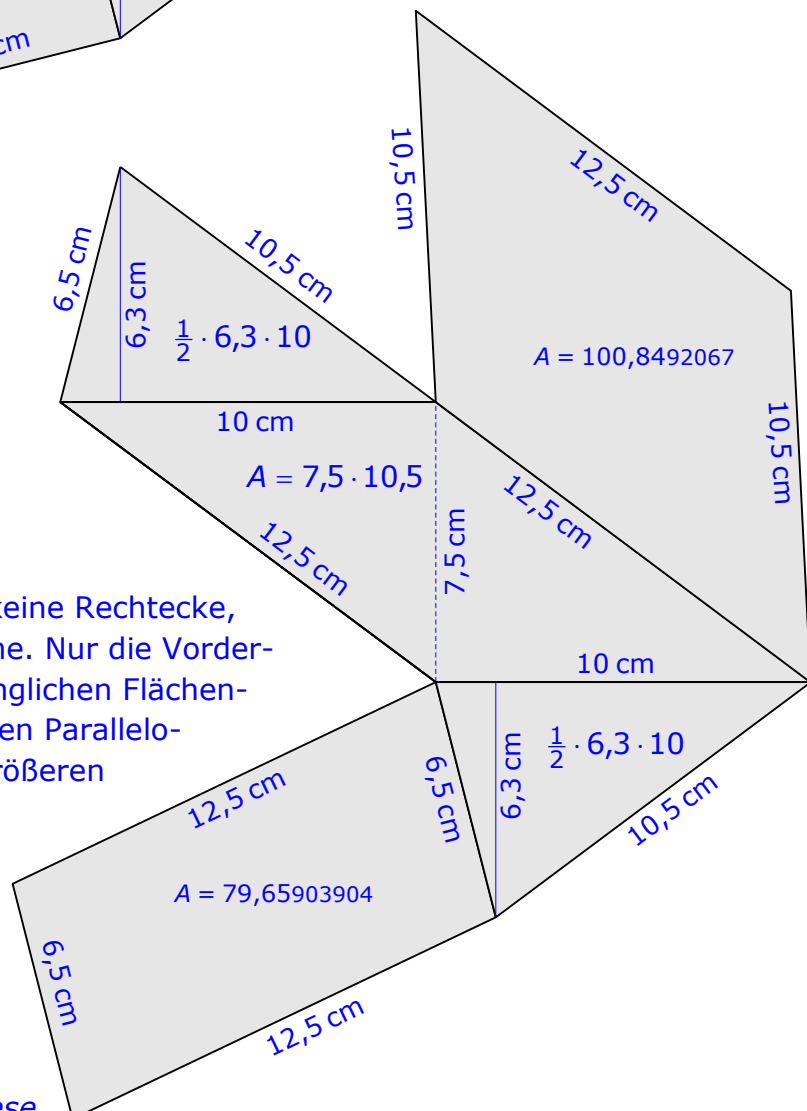 cm
10,5 cm
12,5 cm
6,5 cm
6,3 cm
10,5 cm
1/2 · 6,3 · 10
A = 100,8492067
10,5 cm
10 cm
A = 7,5 · 10,5
12,5 cm
12,5 cm
7,5 cm
keine Rechtecke,
ne. Nur die Vorder-
nglichen Flächen-
en Parallelo-
rößeren
10 cm
12,5 cm
6,5 cm
6,3 cm
1/2 · 6,3 · 10
10,5 cm
A = 79,65903904
6,5 cm
12,5 cm
ese